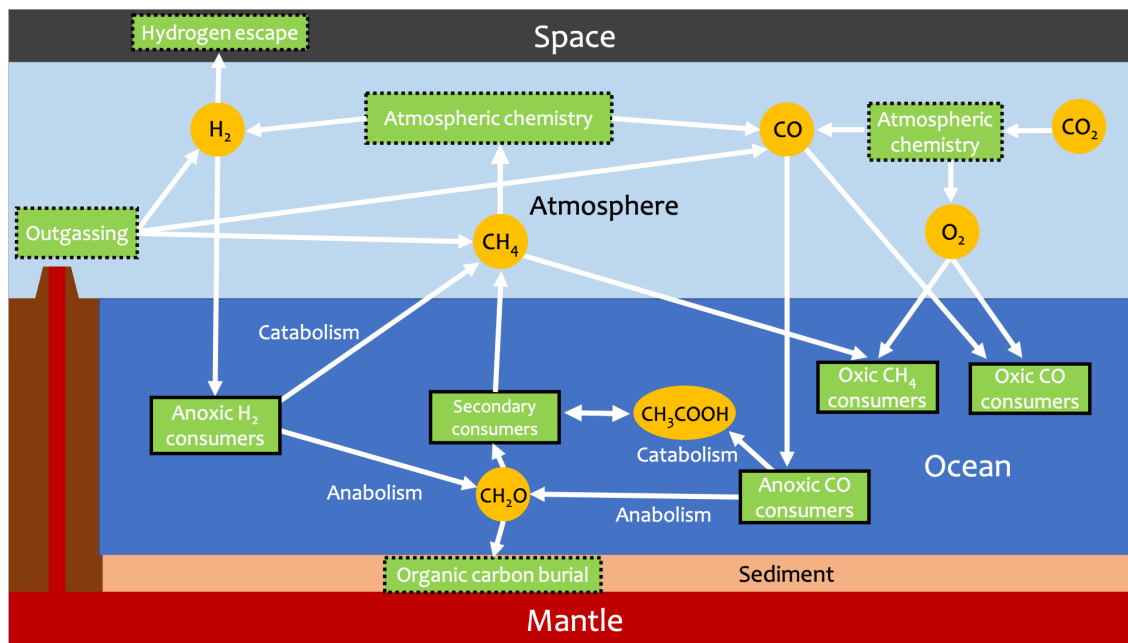 Hydrogen escape
Space
H₂
Atmospheric chemistry
CO
Atmospheric
chemistry
CO₂
Outgassing
Atmosphere
CH₄
O₂
Catabolism
Anoxic H₂
consumers
Secondary
consumers
CH₃COOH
Oxic CH₄
consumers
Oxic CO
consumers
Catabolism
Ocean
Anabolism
CH₂O
Anabolism
Anoxic CO
consumers
Organic carbon burial
Sediment
Mantle